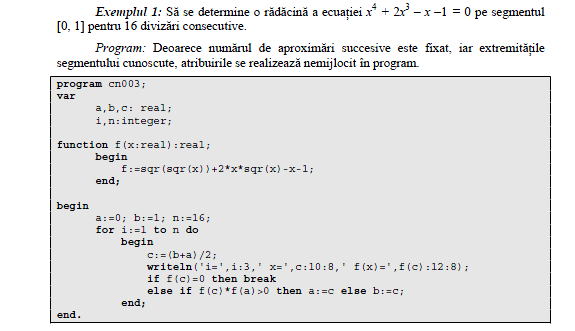 Exemplul 1: Să se determine o rădăcină a ecuației x⁴ + 2x³ – x –1 = 0 pe segmentul
[0, 1] pentru 16 divizări consecutive.
Program: Deoarece numărul de aproximări succesive este fixat, iar extremitățile
segmentului cunoscute, atribuirile se realizează nemijlocit în program.
program cn003;
var
a,b,c: real;
i,n:integer;
function f(x:real):real;
begin
f:=sqr(sqr(x))+2*x*sqr(x)-x-1;
end;
begin
a:=0; b:=1; n:=16;
for i:=1 to n do
begin
c:=(b+a)/2;
writeln('i=',i:3,' x=',c:10:8,' f(x)=',f(c):12:8);
if f(c)=0 then break
else if f(c)*f(a)>0 then a:=c else b:=c;
end;
end.